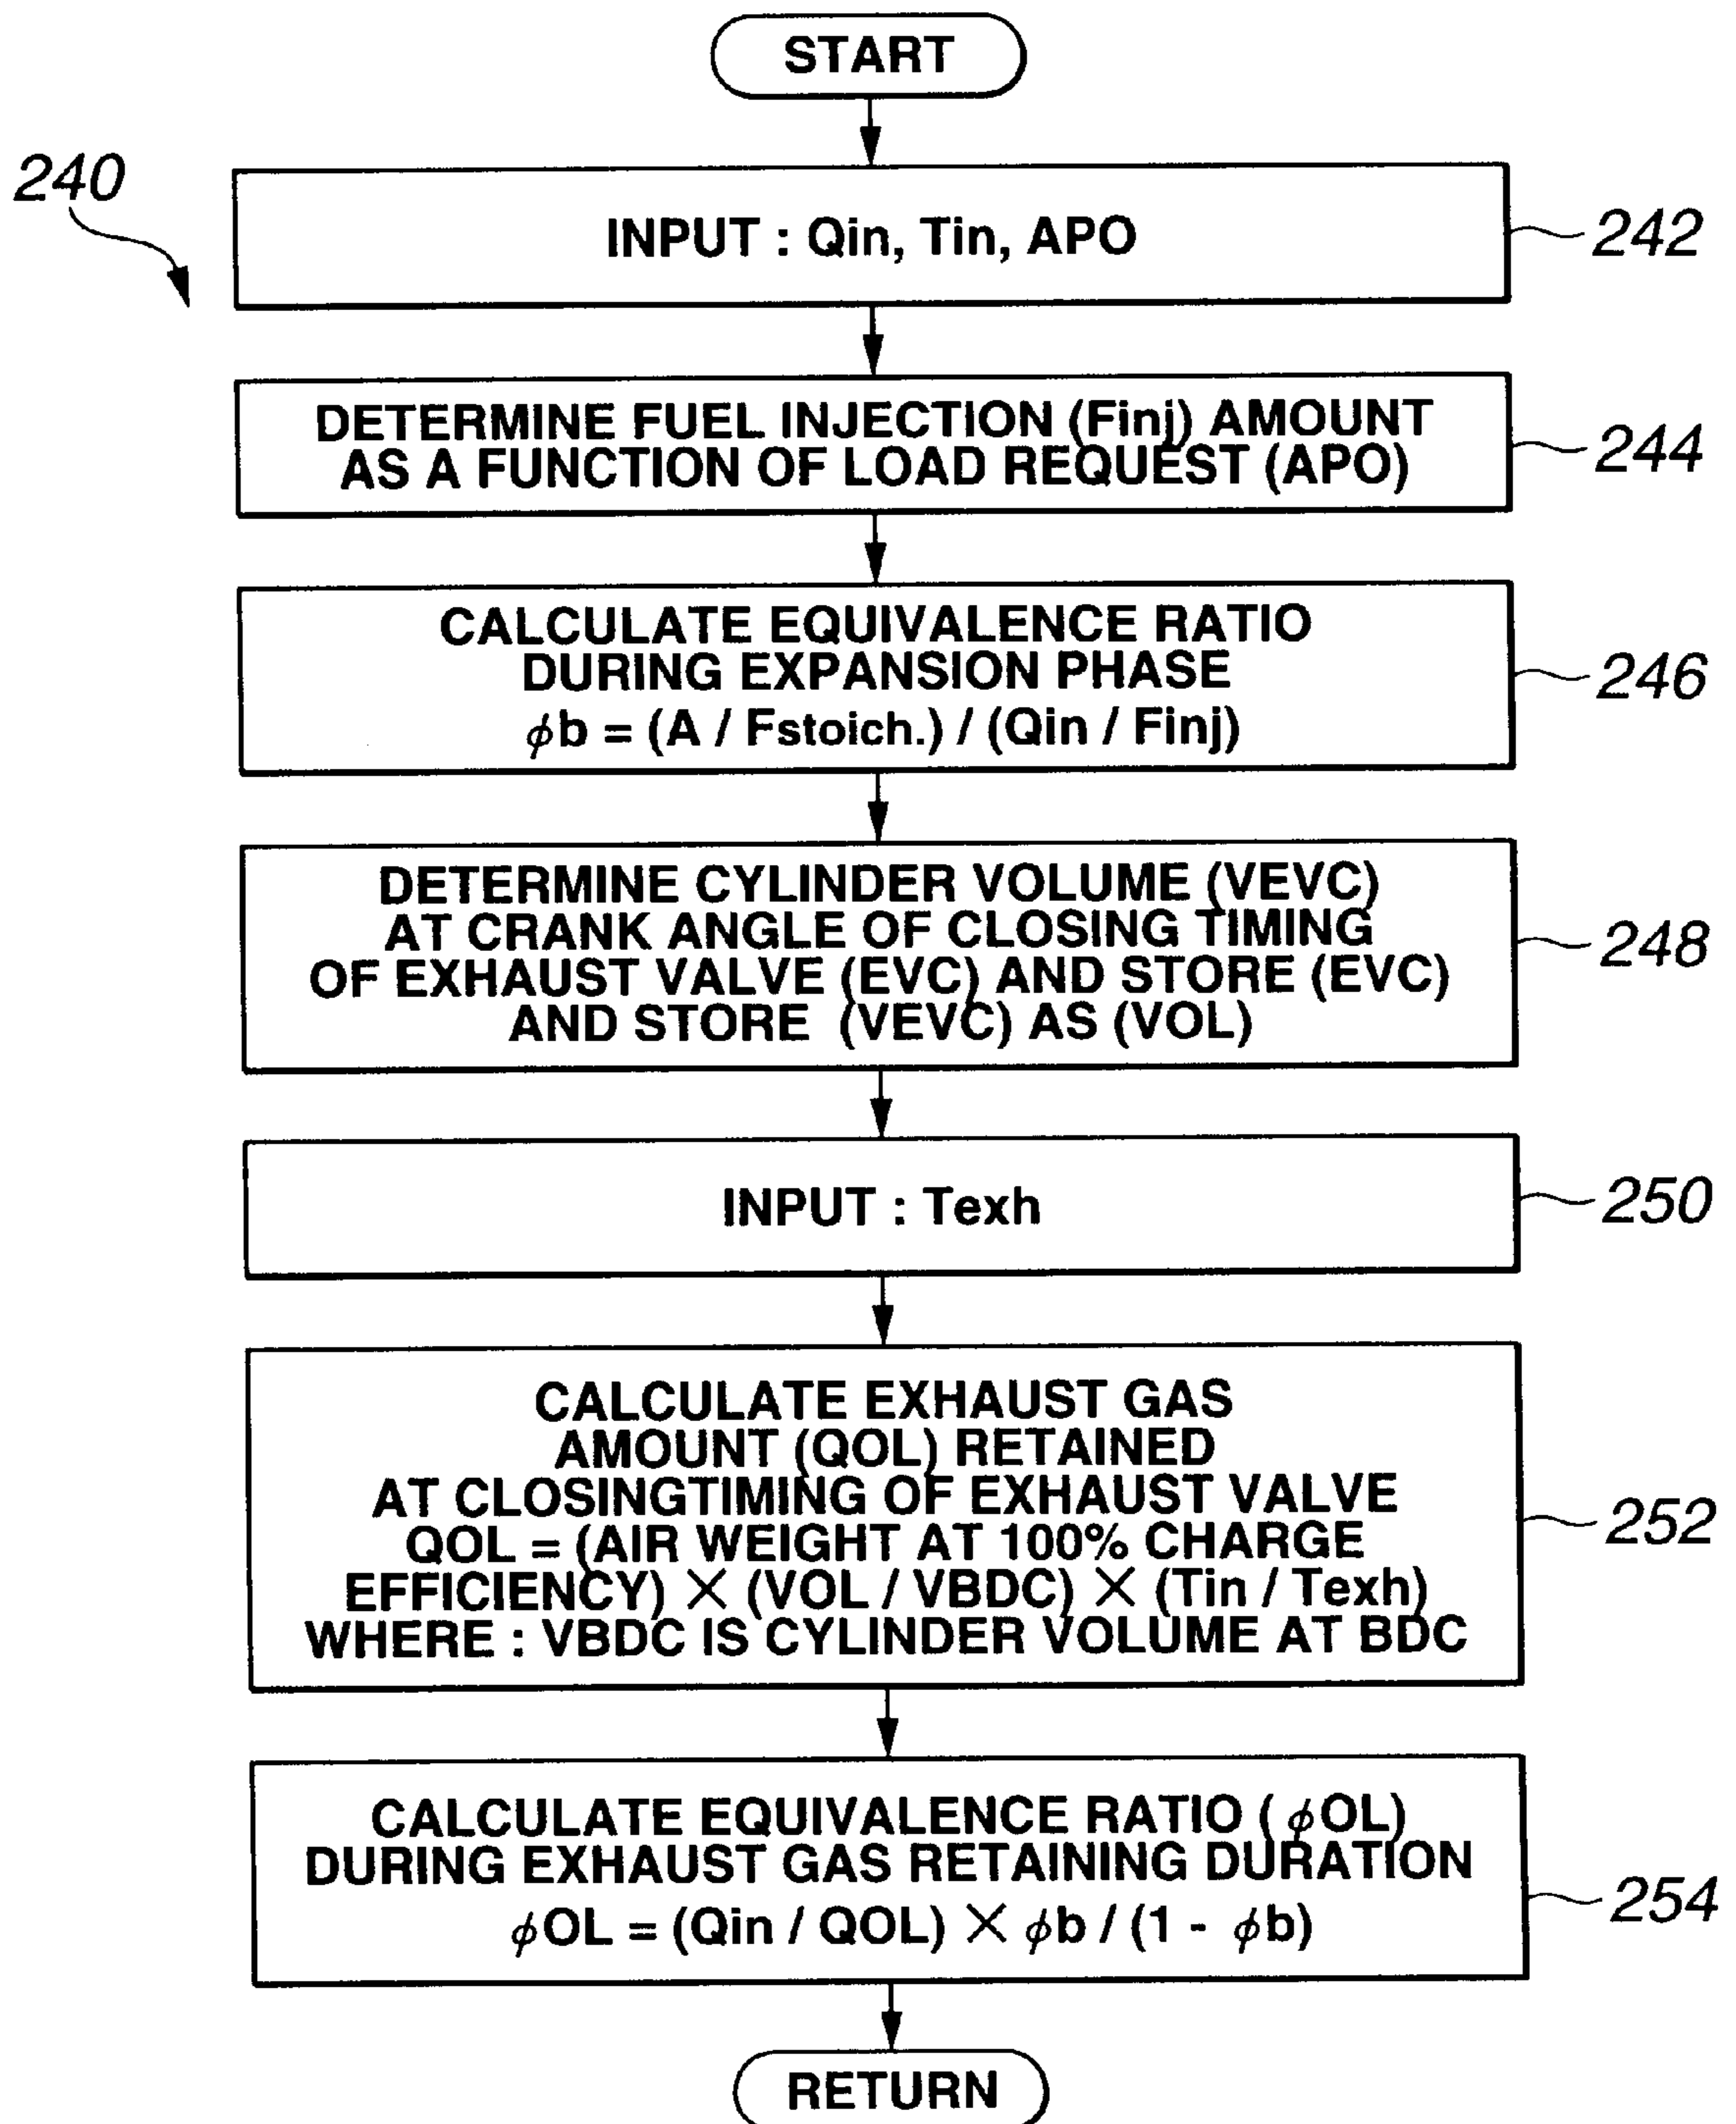 START
240
INPUT : Qin, Tin, APO
242
DETERMINE FUEL INJECTION (Finj) AMOUNT
AS A FUNCTION OF LOAD REQUEST (APO)
244
CALCULATE EQUIVALENCE RATIO
DURING EXPANSION PHASE
ϕb = (A / Fstoich.) / (Qin / Finj)
246
DETERMINE CYLINDER VOLUME (VEVC)
AT CRANK ANGLE OF CLOSING TIMING
OF EXHAUST VALVE (EVC) AND STORE (EVC)
AND STORE (VEVC) AS (VOL)
248
INPUT : Texh
250
CALCULATE EXHAUST GAS
AMOUNT (QOL) RETAINED
AT CLOSINGTIMING OF EXHAUST VALVE
QOL = (AIR WEIGHT AT 100% CHARGE
EFFICIENCY) × (VOL / VBDC) × (Tin / Texh)
WHERE : VBDC IS CYLINDER VOLUME AT BDC
252
CALCULATE EQUIVALENCE RATIO ( ϕOL)
DURING EXHAUST GAS RETAINING DURATION
ϕOL = (Qin / QOL) × ϕb / (1 - ϕb)
254
RETURN